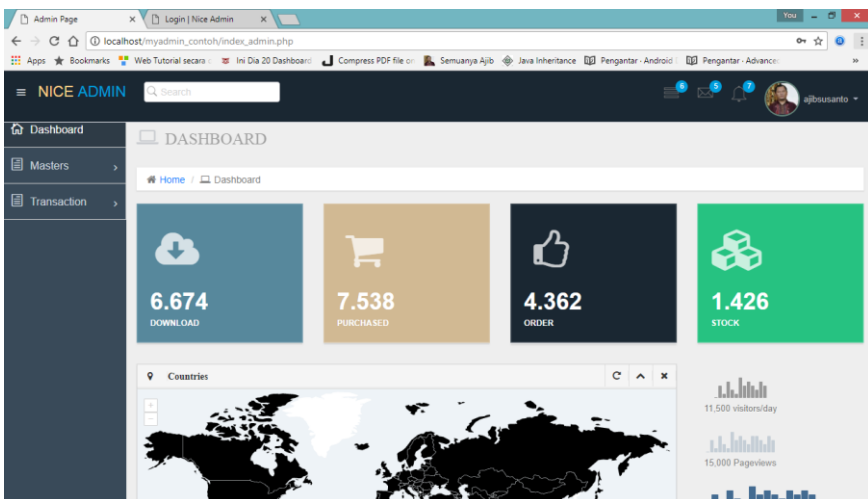 Admin Page
Login | Nice Admin
You
localhost/myadmin_contoh/index_admin.php
Apps Bookmarks Web Tutorial secara Ini Dia 20 Dashboard Compress PDF file on Semuanya Ajib Java Inheritance Pengantar - Android Pengantar - Advance
NICE ADMIN
Search
6
5
7
ajibsusanto
Dashboard
Masters
Transaction
DASHBOARD
Home / Dashboard
6.674
DOWNLOAD
7.538
PURCHASED
4.362
ORDER
1.426
STOCK
Countries
+
-
11,500 visitors/day
15,000 Pageviews